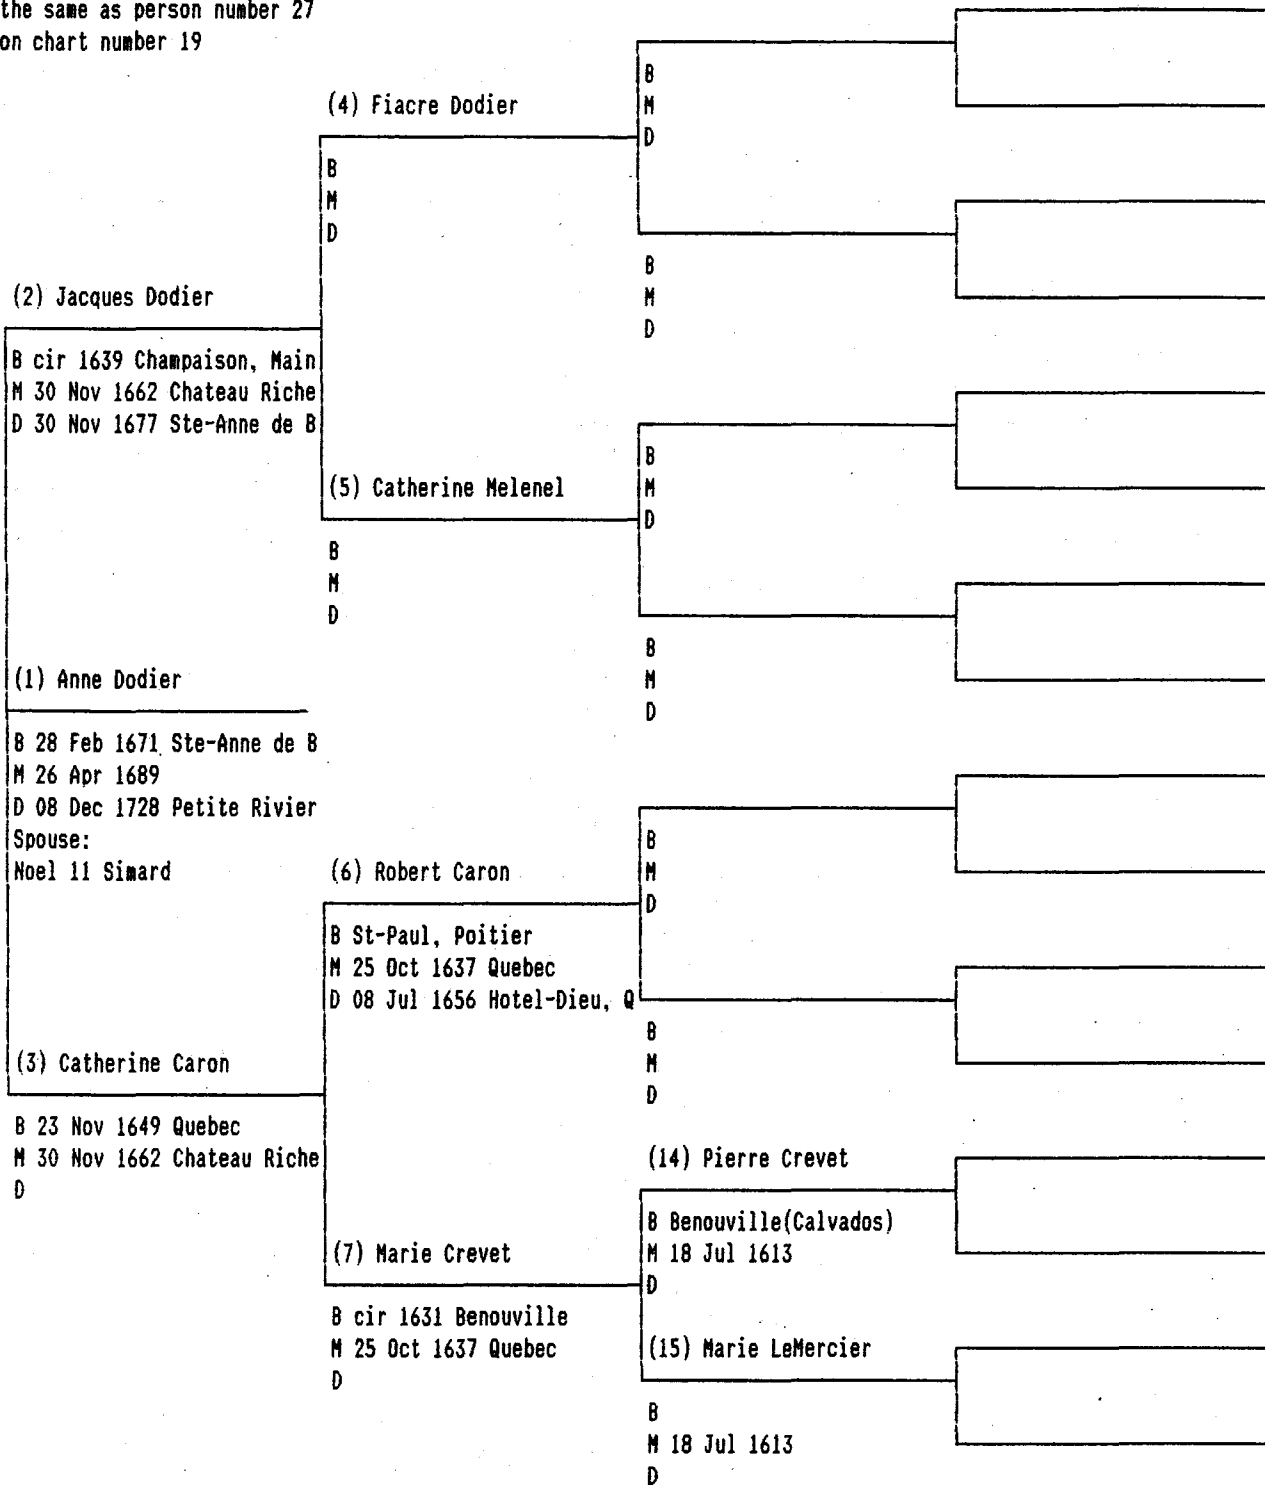 the same as person number 27
on chart number 19
B
M
D
(4) Fiacre Dodier
B
M
D
B
M
D
(2) Jacques Dodier
B cir 1639 Champaison, Main
M 30 Nov 1662 Chateau Riche
D 30 Nov 1677 Ste-Anne de B
B
M
D
(5) Catherine Melenel
B
M
D
B
M
D
(1) Anne Dodier
B 28 Feb 1671 Ste-Anne de B
M 26 Apr 1689
D 08 Dec 1728 Petite Rivier
Spouse:
Noel 11 Simard
B
M
D
(6) Robert Caron
B St-Paul, Poitier
M 25 Oct 1637 Quebec
D 08 Jul 1656 Hotel-Dieu, Q
B
M
D
(3) Catherine Caron
B 23 Nov 1649 Quebec
M 30 Nov 1662 Chateau Riche
D
(14) Pierre Crevet
B Benouville(Calvados)
M 18 Jul 1613
D
(7) Marie Crevet
B cir 1631 Benouville
M 25 Oct 1637 Quebec
D
(15) Marie LeMercier
B
M 18 Jul 1613
D